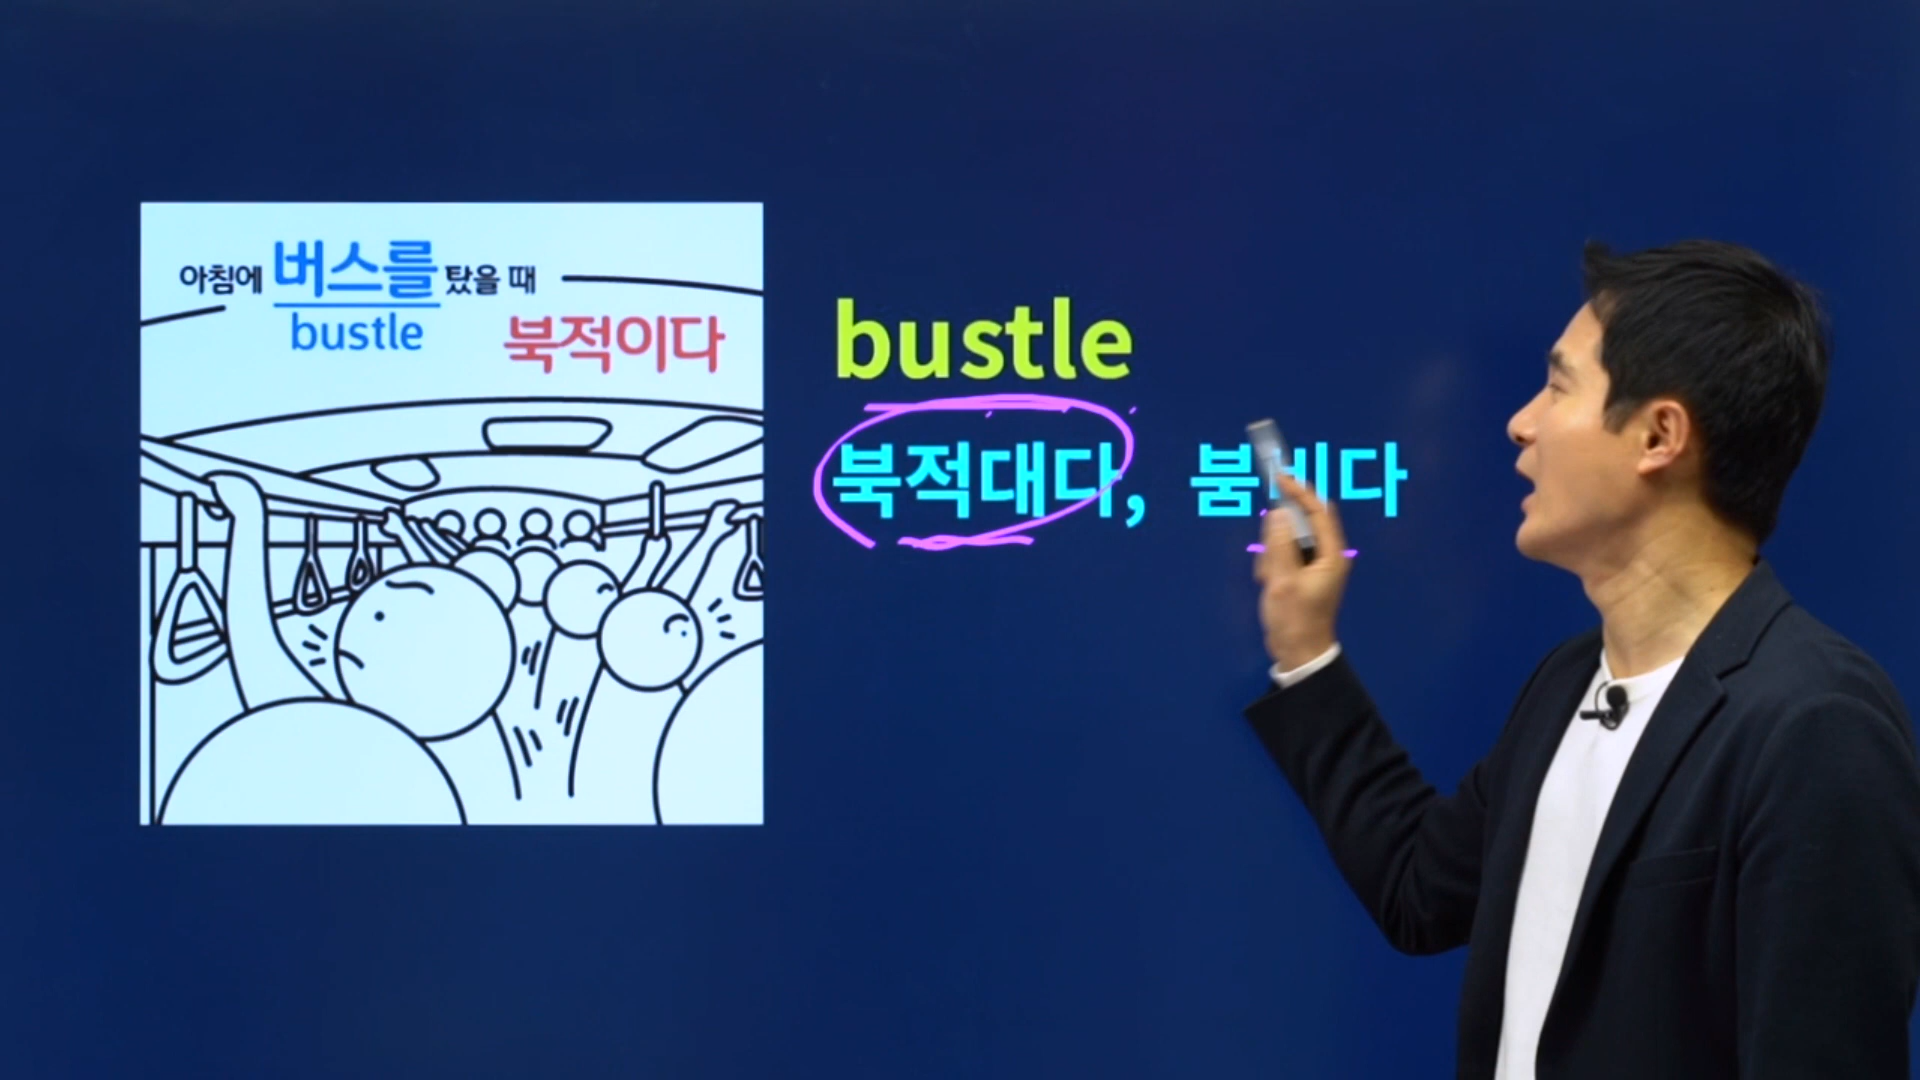 아침에 버스를 탔을 때
bustle
북적이다
bustle
북적대다, 붐비다